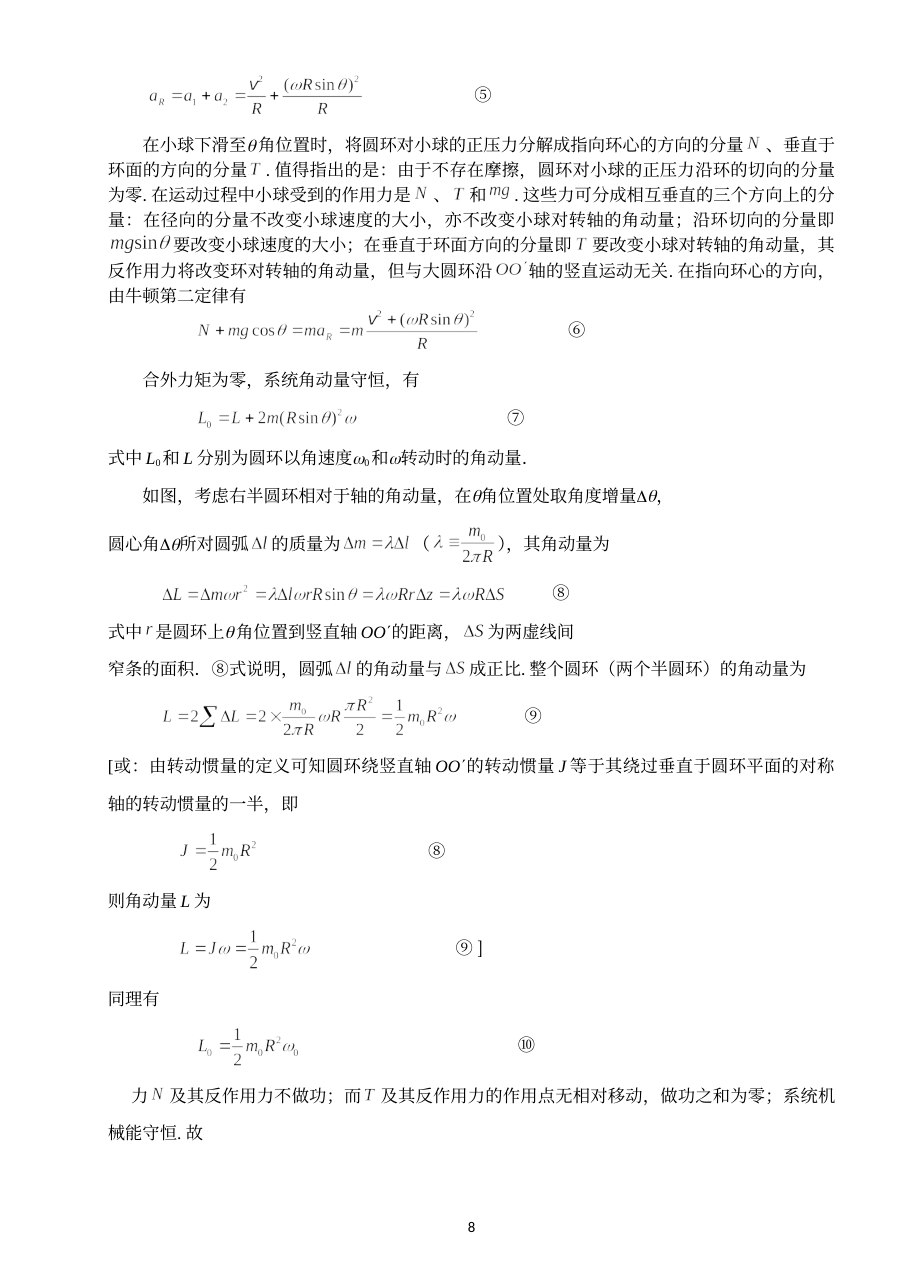 a_R = a_1 + a_2 = v²/R + (ωR sin θ)²/R ⑤
在小球下滑至θ角位置时，将圆环对小球的正压力分解成指向环心的方向的分量 N 、垂直于
环面的方向的分量 T . 值得指出的是：由于不存在摩擦，圆环对小球的正压力沿环的切向的分量
为零. 在运动过程中小球受到的作用力是 N 、 T 和 mg . 这些力可分成相互垂直的三个方向上的分
量：在径向的分量不改变小球速度的大小，亦不改变小球对转轴的角动量；沿环切向的分量即
mg sin θ 要改变小球速度的大小；在垂直于环面方向的分量即 T 要改变小球对转轴的角动量，其
反作用力将改变环对转轴的角动量，但与大圆环沿 OO′ 轴的竖直运动无关. 在指向环心的方向，
由牛顿第二定律有
N + mg cos θ = ma_R = m (v² + (ωR sin θ)²)/R ⑥
合外力矩为零，系统角动量守恒，有
L_0 = L + 2m(R sin θ)² ω ⑦
式中 L_0 和 L 分别为圆环以角速度ω_0 和ω转动时的角动量.
如图，考虑右半圆环相对于轴的角动量，在θ角位置处取角度增量Δθ,
圆心角Δθ所对圆弧 Δl 的质量为 Δm = λΔl （ λ ≡ m_0/2πR ），其角动量为
ΔL = Δmωr² = λΔlωrR sin θ = λωRrΔz = λωRΔS ⑧
式中 r 是圆环上θ角位置到竖直轴 OO′的距离， ΔS 为两虚线间
窄条的面积. ⑧式说明，圆弧 Δl 的角动量与 ΔS 成正比. 整个圆环（两个半圆环）的角动量为
L = 2∑ΔL = 2 × m_0/2πR ωR πR²/2 = 1/2 m_0R²ω ⑨
[或：由转动惯量的定义可知圆环绕竖直轴 OO′的转动惯量 J 等于其绕过垂直于圆环平面的对称
轴的转动惯量的一半，即
J = 1/2 m_0R² ⑧
则角动量 L 为
L = Jω = 1/2 m_0R²ω ⑨ ]
同理有
L_0 = 1/2 m_0R²ω_0 ⑩
力 N 及其反作用力不做功；而 T 及其反作用力的作用点无相对移动，做功之和为零；系统机
械能守恒. 故
8